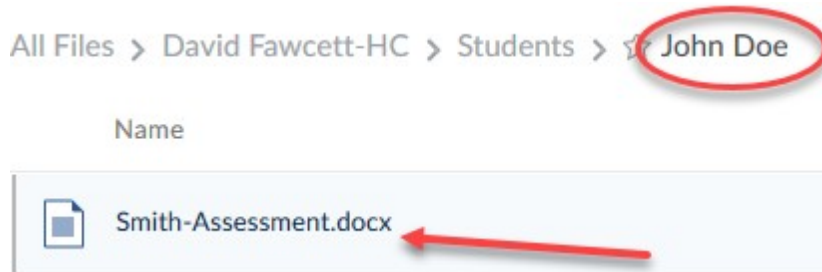 All Files > David Fawcett-HC > Students > ☆ John Doe
Name
Smith-Assessment.docx